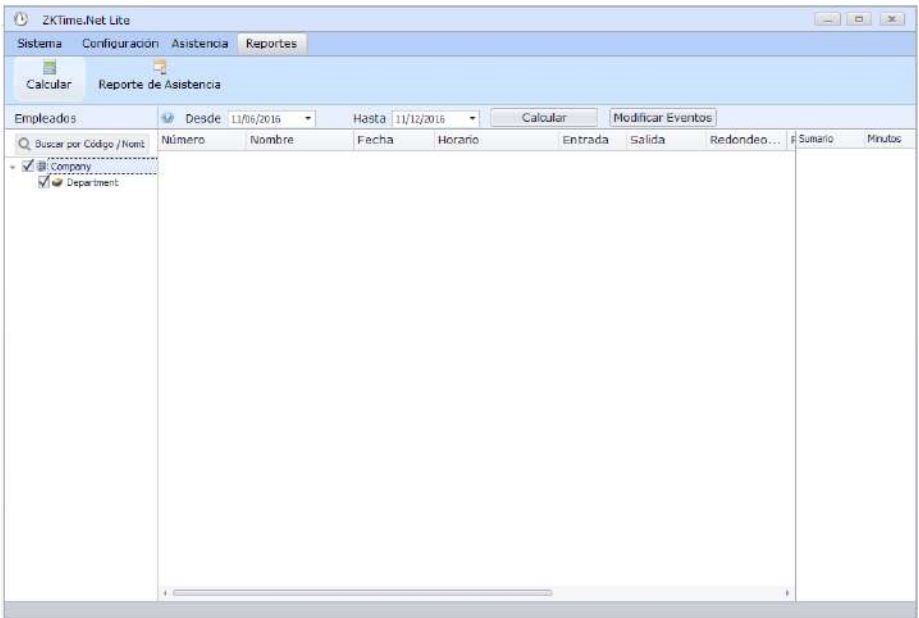 ZKTime.Net Lite
Sistema Configuración Asistencia Reportes
Calcular Reporte de Asistencia
Empleados Desde 11/06/2016 Hasta 11/12/2016 Calcular Modificar Eventos
Buscar por Código / Nomb Número Nombre Fecha Horario Entrada Salida Redondeo... Sumario Minutos
Company
Department